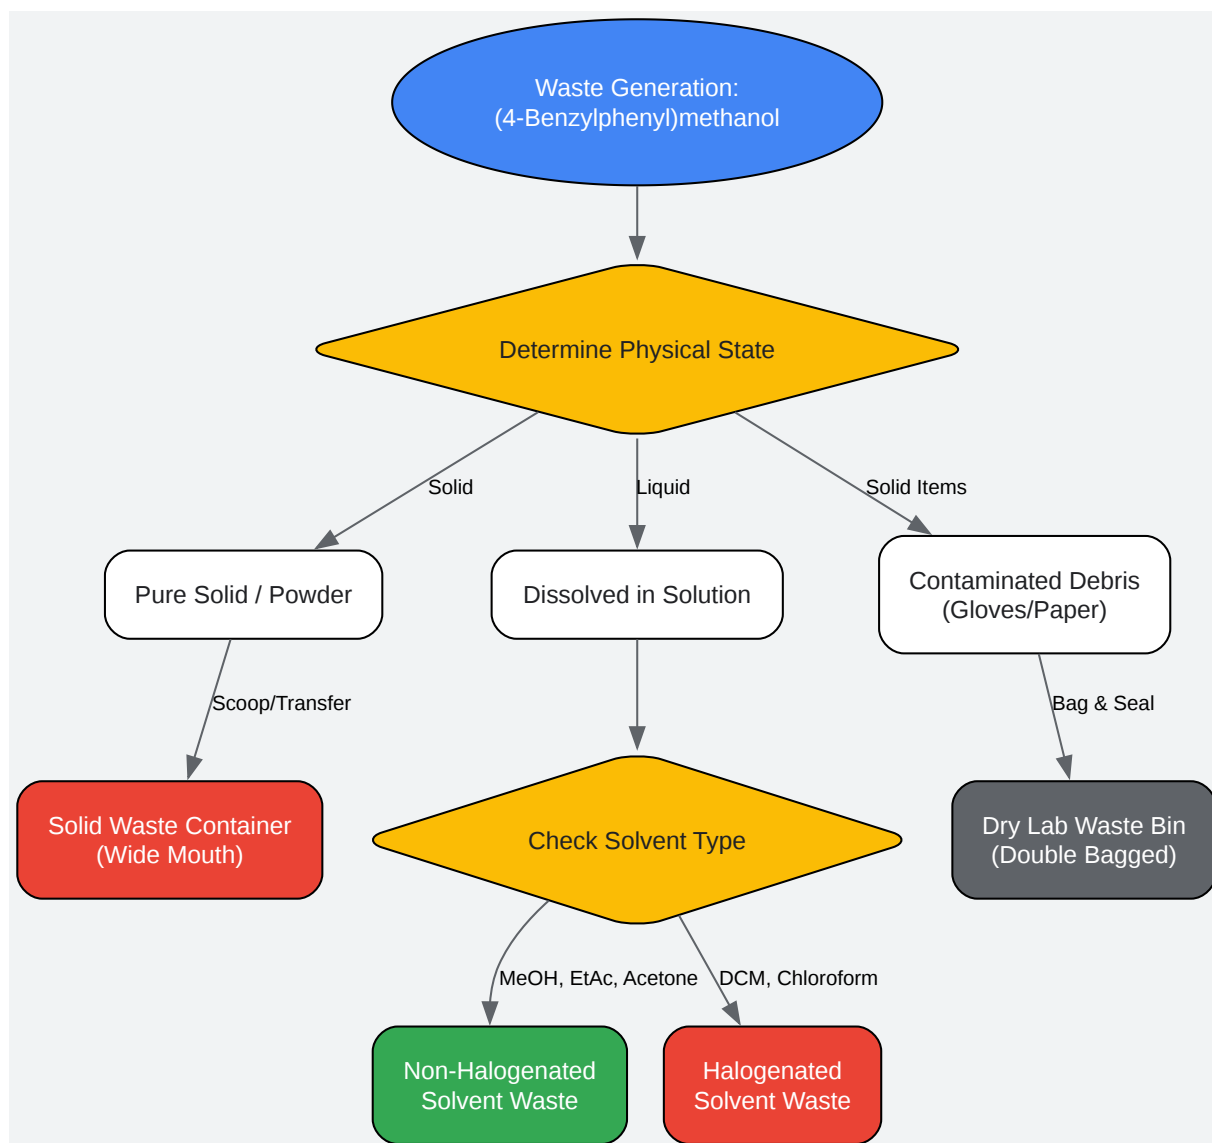 Waste Generation:
(4-Benzylphenyl)methanol
Determine Physical State
Solid
Liquid
Solid Items
Pure Solid / Powder
Dissolved in Solution
Contaminated Debris
(Gloves/Paper)
Scoop/Transfer
Bag & Seal
Solid Waste Container
(Wide Mouth)
Check Solvent Type
Dry Lab Waste Bin
(Double Bagged)
MeOH, EtAc, Acetone
DCM, Chloroform
Non-Halogenated
Solvent Waste
Halogenated
Solvent Waste